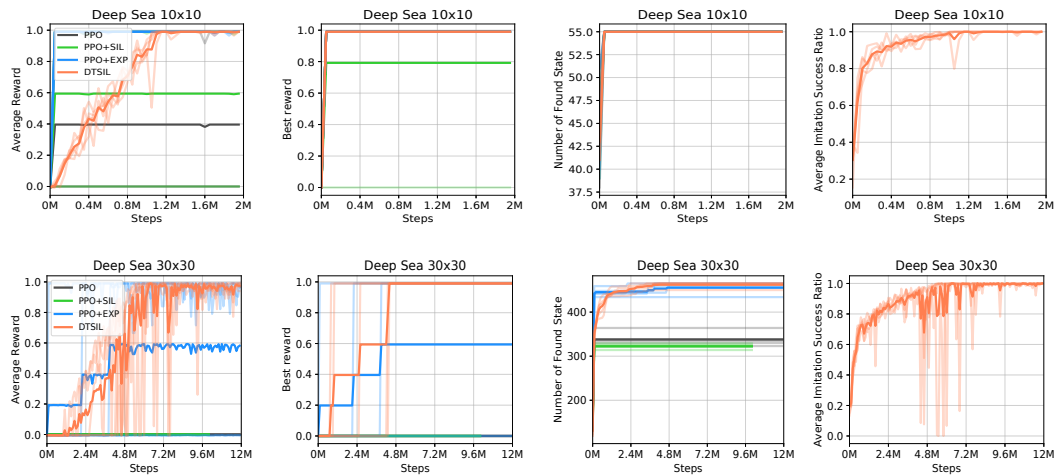 Deep Sea 10x10
Average Reward
1.0
0.8
0.6
0.4
0.2
0.0
PPO
PPO+SIL
PPO+EXP
DTSIL
0M 0.4M 0.8M 1.2M 1.6M 2M
Steps
Deep Sea 10x10
Best reward
1.0
0.8
0.6
0.4
0.2
0.0
0M 0.4M 0.8M 1.2M 1.6M 2M
Steps
Deep Sea 10x10
Number of Found State
55.0
52.5
50.0
47.5
45.0
42.5
40.0
37.5
0M 0.4M 0.8M 1.2M 1.6M 2M
Steps
Deep Sea 10x10
Average Imitation Success Ratio
1.0
0.8
0.6
0.4
0.2
0M 0.4M 0.8M 1.2M 1.6M 2M
Steps
Deep Sea 30x30
Average Reward
1.0
0.8
0.6
0.4
0.2
0.0
PPO
PPO+SIL
PPO+EXP
DTSIL
0M 2.4M 4.8M 7.2M 9.6M 12M
Steps
Deep Sea 30x30
Best reward
1.0
0.8
0.6
0.4
0.2
0.0
0M 2.4M 4.8M 7.2M 9.6M 12M
Steps
Deep Sea 30x30
Number of Found State
400
300
200
0M 2.4M 4.8M 7.2M 9.6M 12M
Steps
Deep Sea 30x30
Average Imitation Success Ratio
1.0
0.8
0.6
0.4
0.2
0.0
0M 2.4M 4.8M 7.2M 9.6M 12M
Steps